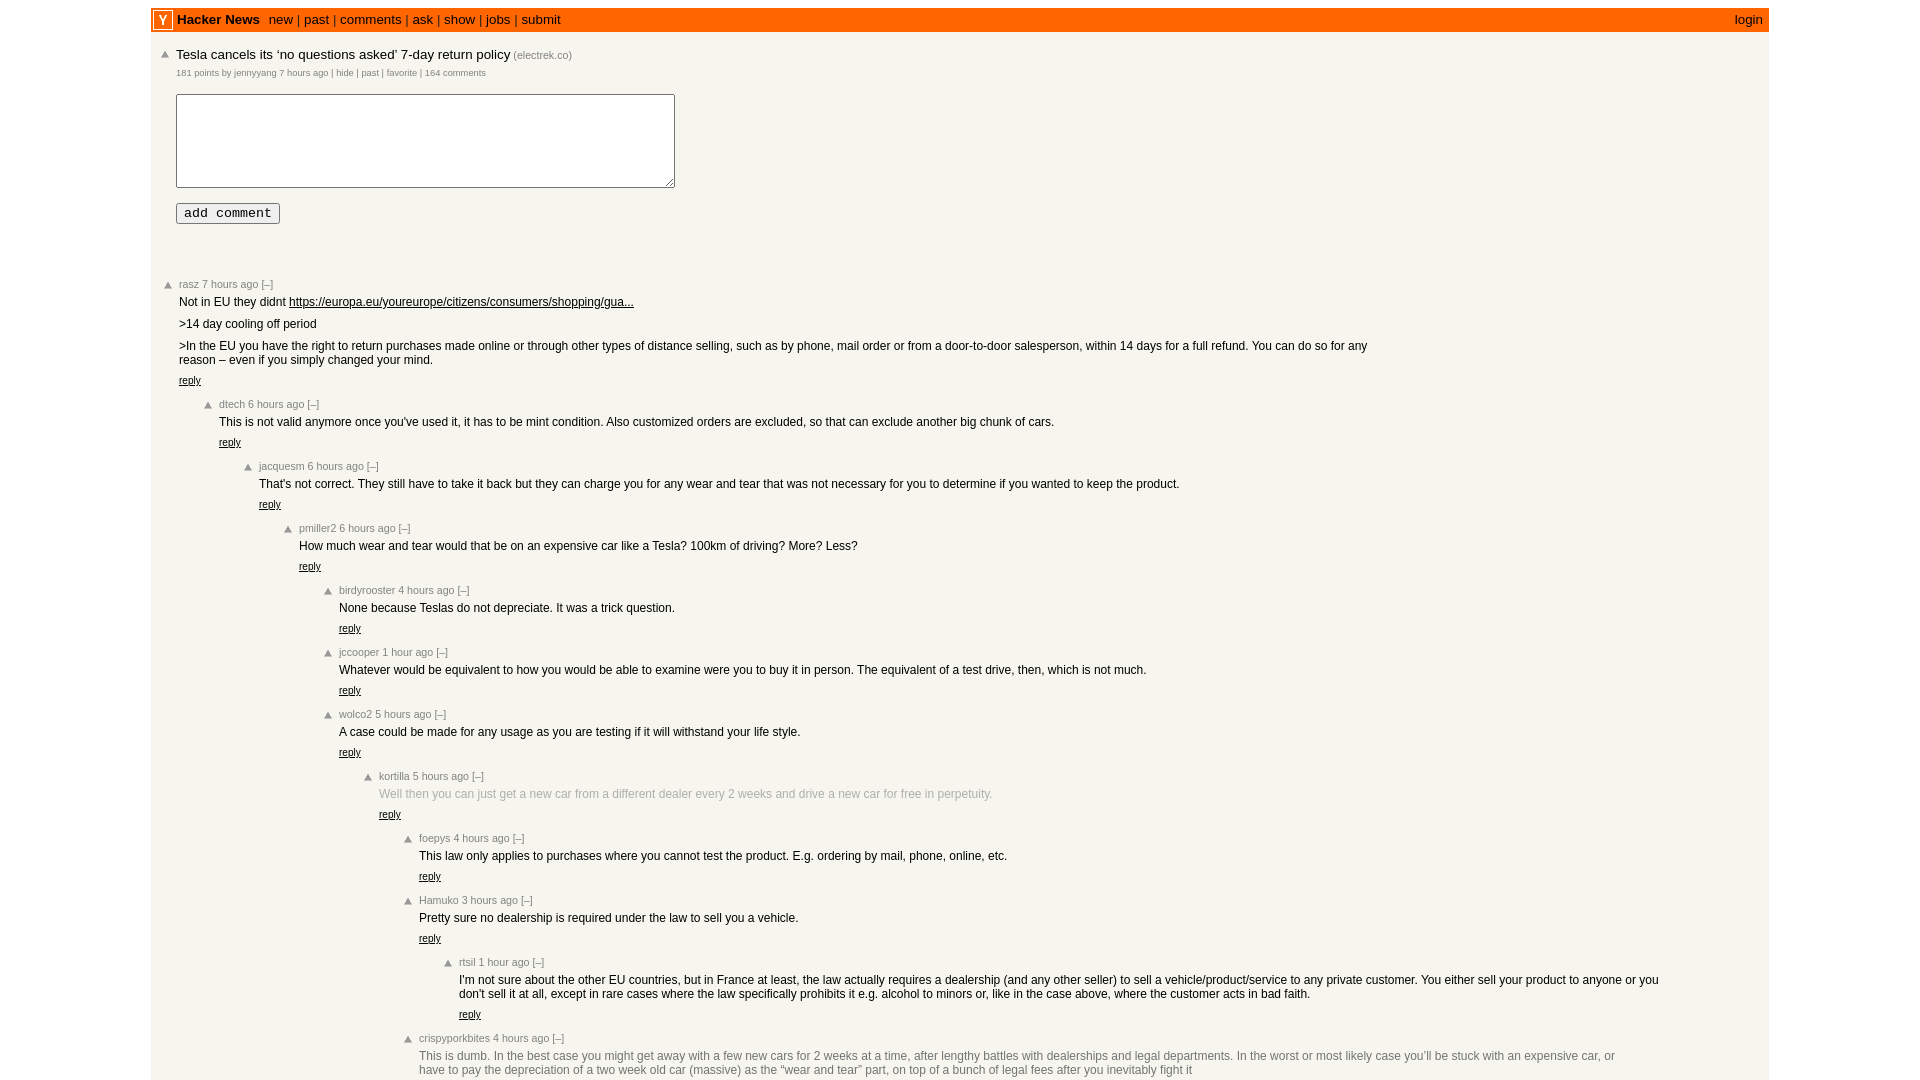 Y Hacker News new | past | comments | ask | show | jobs | submit login
Tesla cancels its ‘no questions asked’ 7-day return policy (electrek.co)
181 points by jennyyang 7 hours ago | hide | past | favorite | 164 comments
add comment
rasz 7 hours ago [–]
Not in EU they didnt https://europa.eu/youreurope/citizens/consumers/shopping/gua...
>14 day cooling off period
>In the EU you have the right to return purchases made online or through other types of distance selling, such as by phone, mail order or from a door-to-door salesperson, within 14 days for a full refund. You can do so for any
reason – even if you simply changed your mind.
reply
dtech 6 hours ago [–]
This is not valid anymore once you've used it, it has to be mint condition. Also customized orders are excluded, so that can exclude another big chunk of cars.
reply
jacquesm 6 hours ago [–]
That's not correct. They still have to take it back but they can charge you for any wear and tear that was not necessary for you to determine if you wanted to keep the product.
reply
pmiller2 6 hours ago [–]
How much wear and tear would that be on an expensive car like a Tesla? 100km of driving? More? Less?
reply
birdyrooster 4 hours ago [–]
None because Teslas do not depreciate. It was a trick question.
reply
jccooper 1 hour ago [–]
Whatever would be equivalent to how you would be able to examine were you to buy it in person. The equivalent of a test drive, then, which is not much.
reply
wolco2 5 hours ago [–]
A case could be made for any usage as you are testing if it will withstand your life style.
reply
kortilla 5 hours ago [–]
Well then you can just get a new car from a different dealer every 2 weeks and drive a new car for free in perpetuity.
reply
foepys 4 hours ago [–]
This law only applies to purchases where you cannot test the product. E.g. ordering by mail, phone, online, etc.
reply
Hamuko 3 hours ago [–]
Pretty sure no dealership is required under the law to sell you a vehicle.
reply
rtsil 1 hour ago [–]
I'm not sure about the other EU countries, but in France at least, the law actually requires a dealership (and any other seller) to sell a vehicle/product/service to any private customer. You either sell your product to anyone or you
don't sell it at all, except in rare cases where the law specifically prohibits it e.g. alcohol to minors or, like in the case above, where the customer acts in bad faith.
reply
crispyporkbites 4 hours ago [–]
This is dumb. In the best case you might get away with a few new cars for 2 weeks at a time, after lengthy battles with dealerships and legal departments. In the worst or most likely case you’ll be stuck with an expensive car, or
have to pay the depreciation of a two week old car (massive) as the “wear and tear” part, on top of a bunch of legal fees after you inevitably fight it